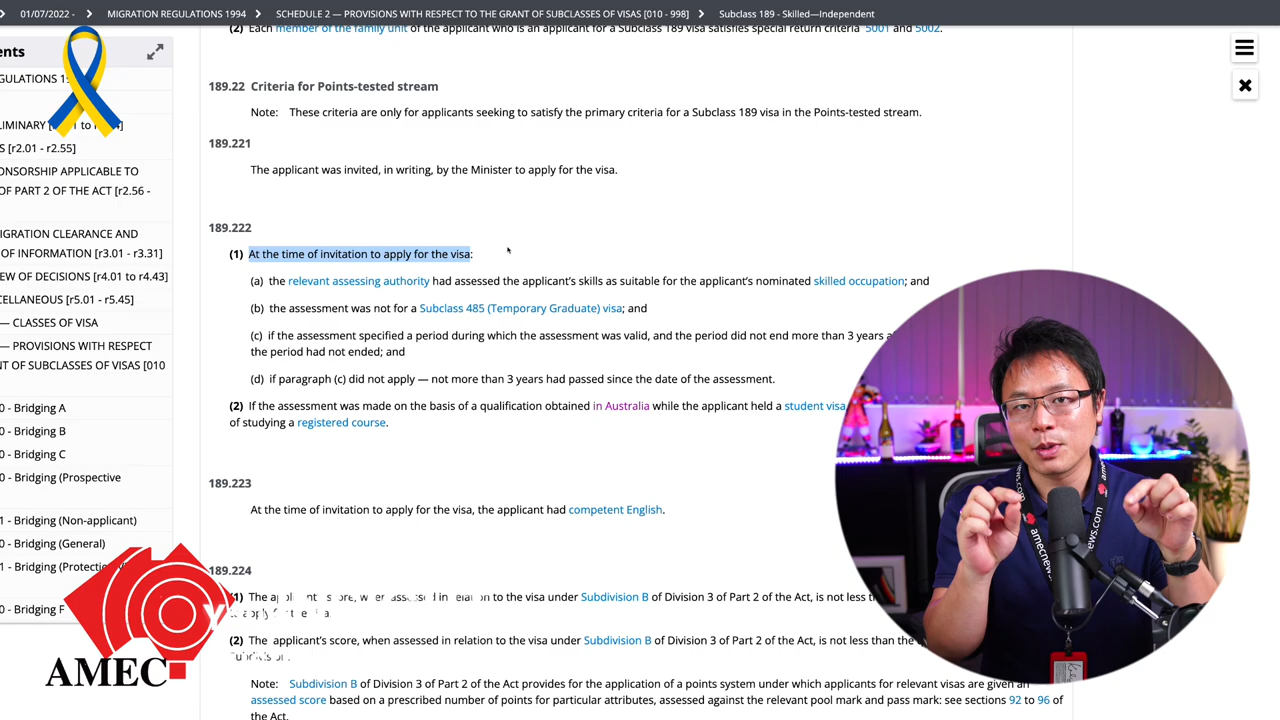 01/07/2022 - > MIGRATION REGULATIONS 1994 > SCHEDULE 2 — PROVISIONS WITH RESPECT TO THE GRANT OF SUBCLASSES OF VISAS [010 - 998] > Subclass 189 - Skilled—Independent
(2) Each member of the family unit of the applicant who is an applicant for a Subclass 189 visa satisfies special return criteria 5001 and 5002.
189.22 Criteria for Points-tested stream
Note: These criteria are only for applicants seeking to satisfy the primary criteria for a Subclass 189 visa in the Points-tested stream.
189.221
The applicant was invited, in writing, by the Minister to apply for the visa.
189.222
(1) At the time of invitation to apply for the visa:
(a) the relevant assessing authority had assessed the applicant's skills as suitable for the applicant's nominated skilled occupation; and
(b) the assessment was not for a Subclass 485 (Temporary Graduate) visa; and
(c) if the assessment specified a period during which the assessment was valid, and the period did not end more than 3 years
the period had not ended; and
(d) if paragraph (c) did not apply — not more than 3 years had passed since the date of the assessment.
(2) If the assessment was made on the basis of a qualification obtained in Australia while the applicant held a student visa
of studying a registered course.
189.223
At the time of invitation to apply for the visa, the applicant had competent English.
189.224
(1) The applicant's score, when assessed in relation to the visa under Subdivision B of Division 3 of Part 2 of the Act, is not less
to apply for the visa.
(2) The applicant's score, when assessed in relation to the visa under Subdivision B of Division 3 of Part 2 of the Act, is not less than the
Note: Subdivision B of Division 3 of Part 2 of the Act provides for the application of a points system under which applicants for relevant visas are given an
assessed score based on a prescribed number of points for particular attributes, assessed against the relevant pool mark and pass mark: see sections 92 to 96 of
the Act.
ents
GULATIONS 1
LIMINARY [
S [r2.01 - r2.55]
ONSORSHIP APPLICABLE TO
OF PART 2 OF THE ACT [r2.56 -
IGRATION CLEARANCE AND
OF INFORMATION [r3.01 - r3.31]
EW OF DECISIONS [r4.01 to r4.43]
CELLANEOUS [r5.01 - r5.45]
— CLASSES OF VISA
— PROVISIONS WITH RESPECT
NT OF SUBCLASSES OF VISAS [010
0 - Bridging A
0 - Bridging B
0 - Bridging C
0 - Bridging (Prospective
1 - Bridging (Non-applicant)
0 - Bridging (General)
1 - Bridging (Protecti
0 - Bridging F
AMEC
amecnews.com
news.com